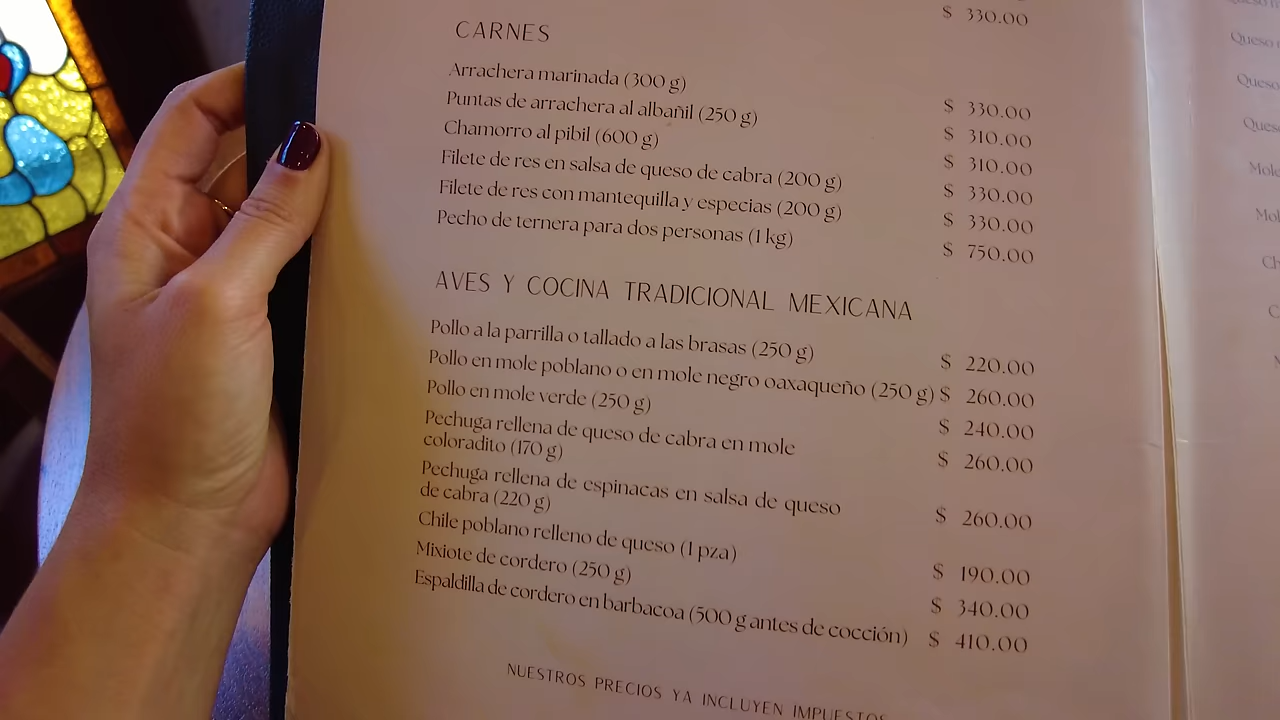 $ 330.00
CARNES
Arrachera marinada (300 g) $ 330.00
Puntas de arrachera al albañil (250 g) $ 310.00
Chamorro al pibil (600 g) $ 310.00
Filete de res en salsa de queso de cabra (200 g) $ 330.00
Filete de res con mantequilla y especias (200 g) $ 330.00
Pecho de ternera para dos personas (1 kg) $ 750.00
AVES Y COCINA TRADICIONAL MEXICANA
Pollo a la parrilla o tallado a las brasas (250 g) $ 220.00
Pollo en mole poblano o en mole negro oaxaqueño (250 g) $ 260.00
Pollo en mole verde (250 g) $ 240.00
Pechuga rellena de queso de cabra en mole
coloradito (170 g) $ 260.00
Pechuga rellena de espinacas en salsa de queso
de cabra (220 g) $ 260.00
Chile poblano relleno de queso (1 pza) $ 190.00
Mixiote de cordero (250 g) $ 340.00
Espaldilla de cordero en barbacoa (500 g antes de cocción) $ 410.00
NUESTROS PRECIOS YA INCLUYEN IMPUESTOS
Queso
Queso
Queso
Mole